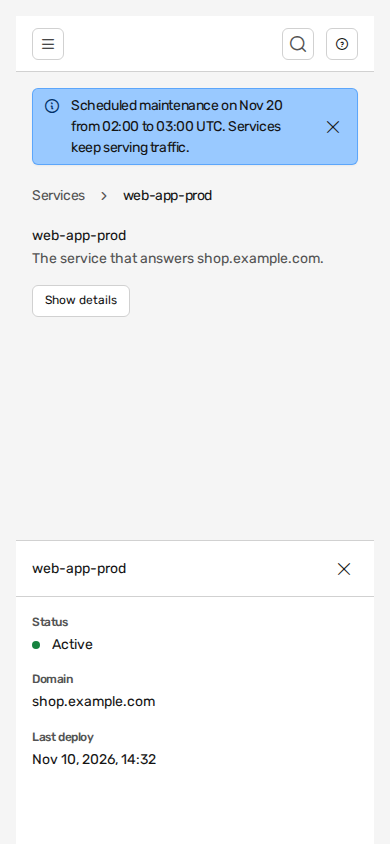 Scheduled maintenance on Nov 20
from 02:00 to 03:00 UTC. Services
keep serving traffic.
Services
web-app-prod
web-app-prod
The service that answers shop.example.com.
Show details
web-app-prod
Status
Active
Domain
shop.example.com
Last deploy
Nov 10, 2026, 14:32